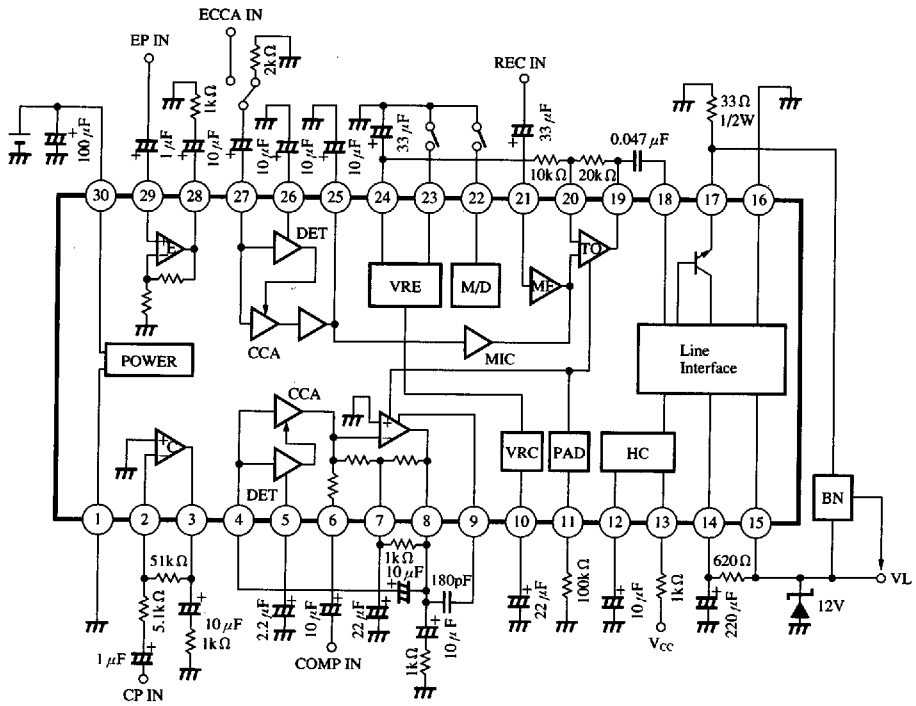 ECCA IN
EP IN
2kΩ
REC IN
1kΩ
33Ω
1/2W
100μF
1μF
10μF
10μF
10μF
10μF
33μF
33μF
0.047μF
10kΩ
20kΩ
30
29
28
27
26
25
24
23
22
21
20
19
18
17
16
E
DET
VRE
M/D
MF
TO
CCA
MIC
POWER
Line
Interface
CCA
C
DET
VRC
PAD
HC
BN
1
2
3
4
5
6
7
8
9
10
11
12
13
14
15
51kΩ
1kΩ
10μF
180pF
620Ω
VL
5.1kΩ
10μF
1kΩ
2.2μF
10μF
22μF
10μF
22μF
100kΩ
10μF
1kΩ
220μF
12V
1μF
1kΩ
COMP IN
VCC
CP IN